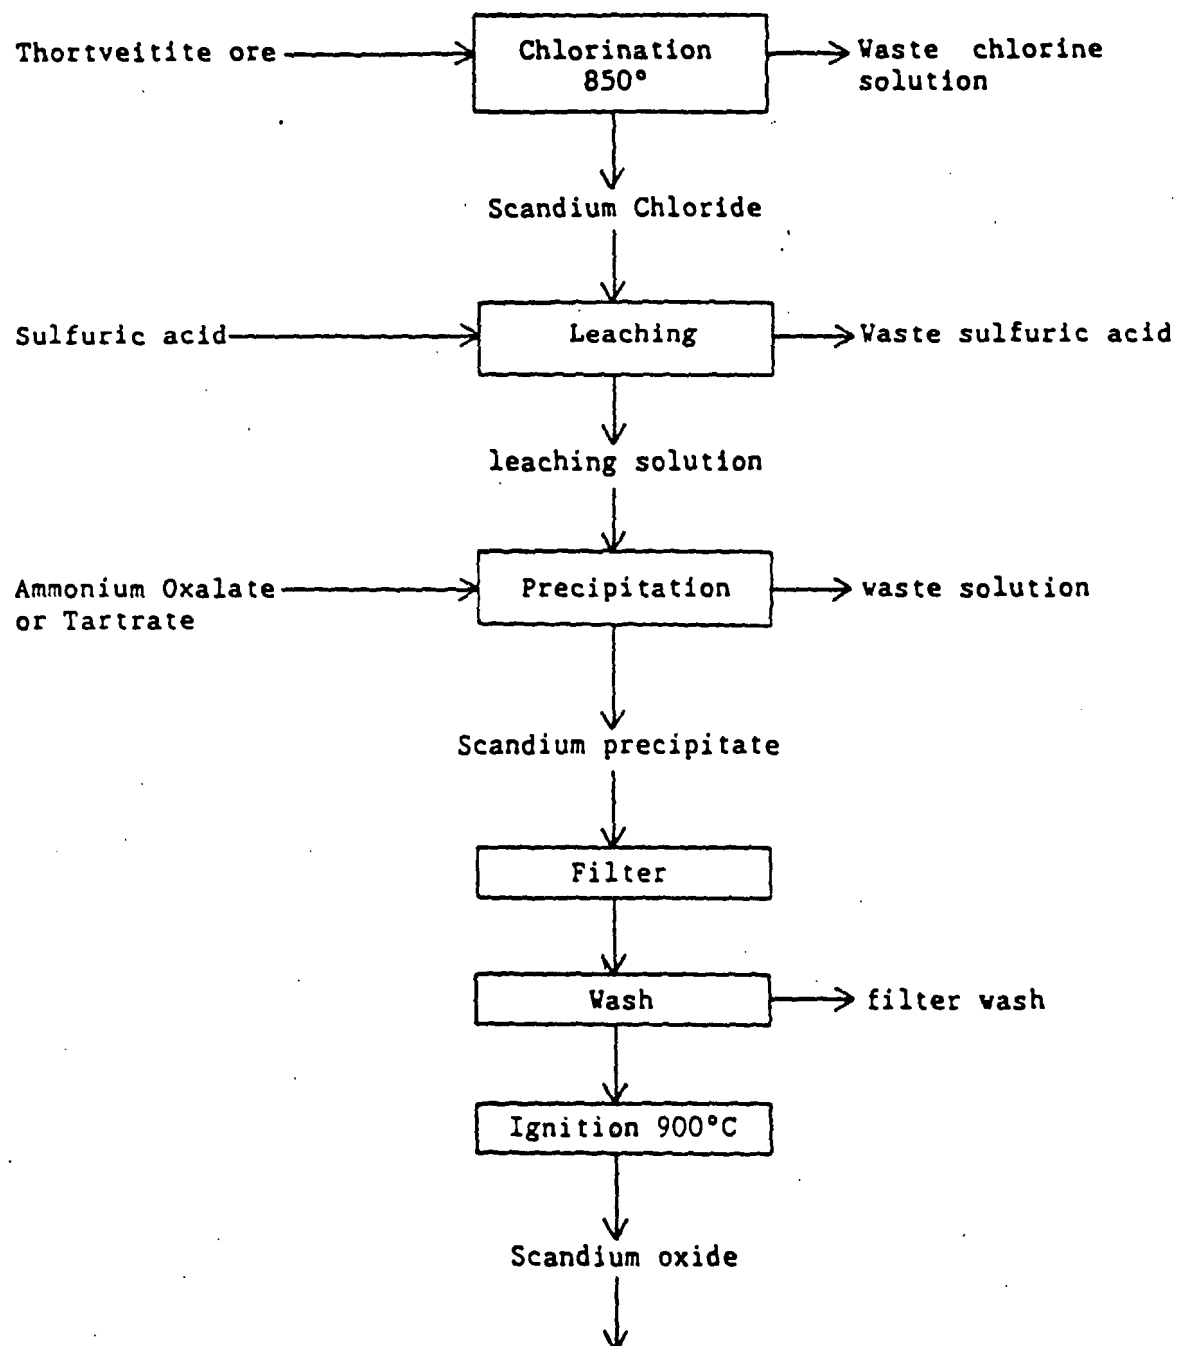 Thortveitite ore
Chlorination
850°
Waste chlorine
solution
Scandium Chloride
Sulfuric acid
Leaching
Waste sulfuric acid
leaching solution
Ammonium Oxalate
or Tartrate
Precipitation
waste solution
Scandium precipitate
Filter
Wash
filter wash
Ignition 900°C
Scandium oxide